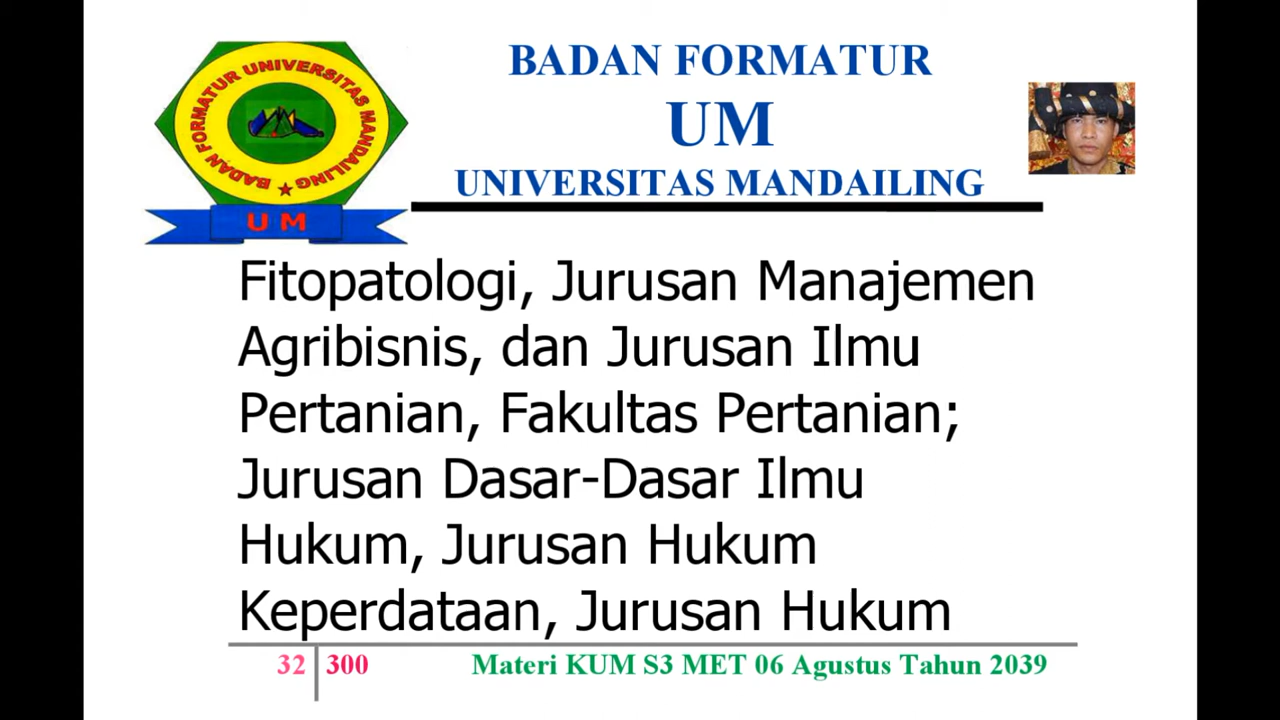 BADAN FORMATUR UNIVERSITAS MANDAILING
U M
BADAN FORMATUR
UM
UNIVERSITAS MANDAILING
Fitopatologi, Jurusan Manajemen
Agribisnis, dan Jurusan Ilmu
Pertanian, Fakultas Pertanian;
Jurusan Dasar-Dasar Ilmu
Hukum, Jurusan Hukum
Keperdataan, Jurusan Hukum
32 300 Materi KUM S3 MET 06 Agustus Tahun 2039